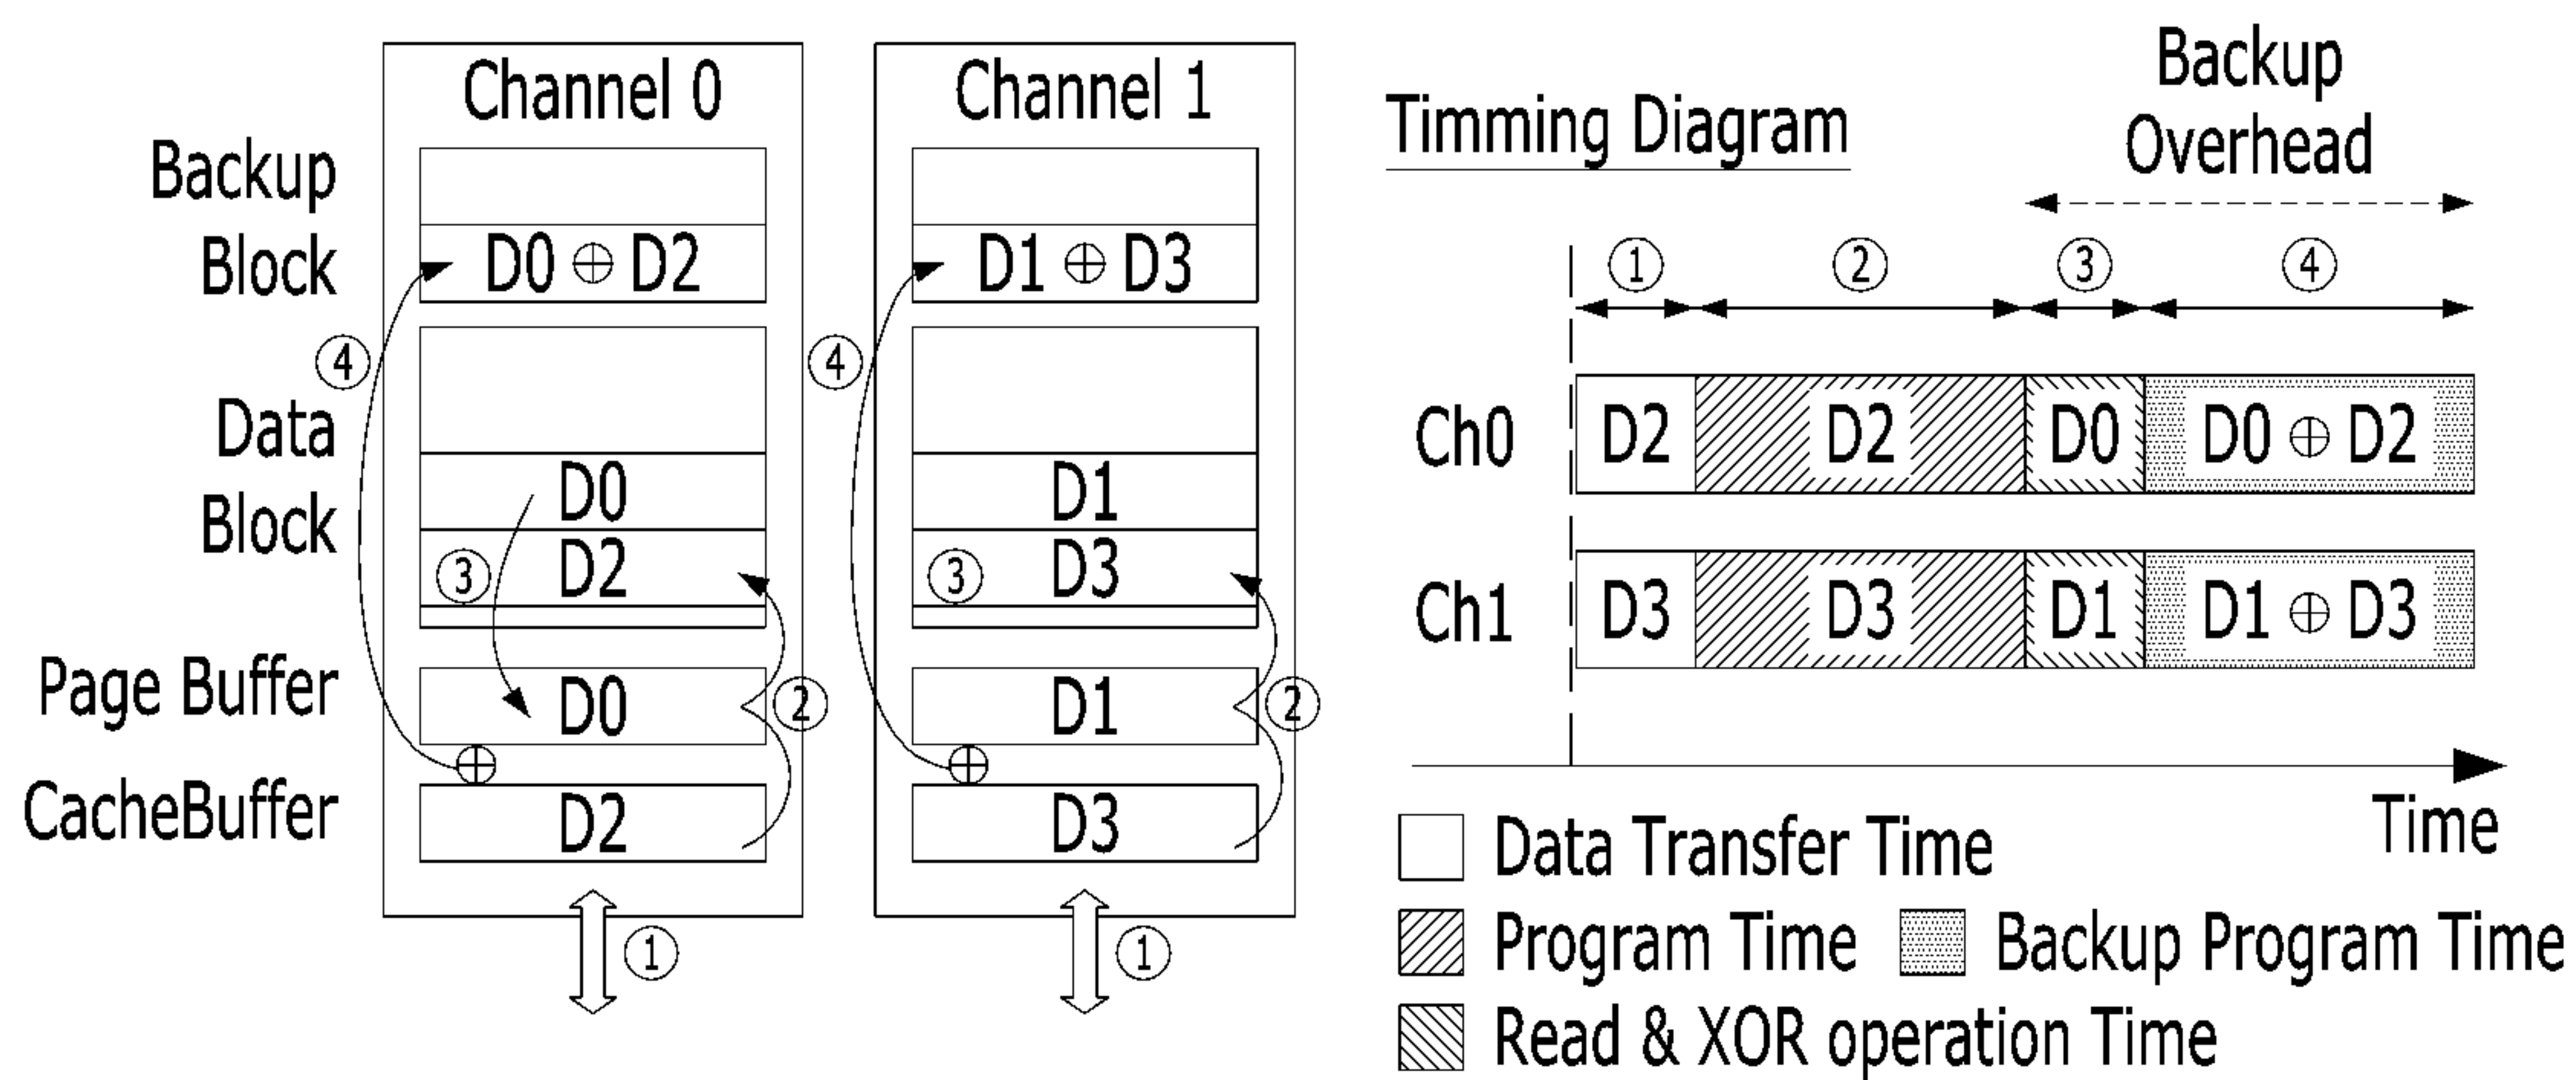 Channel 0
Backup
Block
D0 ⊕ D2
④
Data
Block
D0
③ D2
Page Buffer
D0
②
CacheBuffer
D2
①
Channel 1
D1 ⊕ D3
④
D1
③ D3
D1
②
D3
①
Timming Diagram
Backup
Overhead
① ② ③ ④
Ch0 D2 D2 D0 D0 ⊕ D2
Ch1 D3 D3 D1 D1 ⊕ D3
Time
Data Transfer Time
Program Time Backup Program Time
Read & XOR operation Time